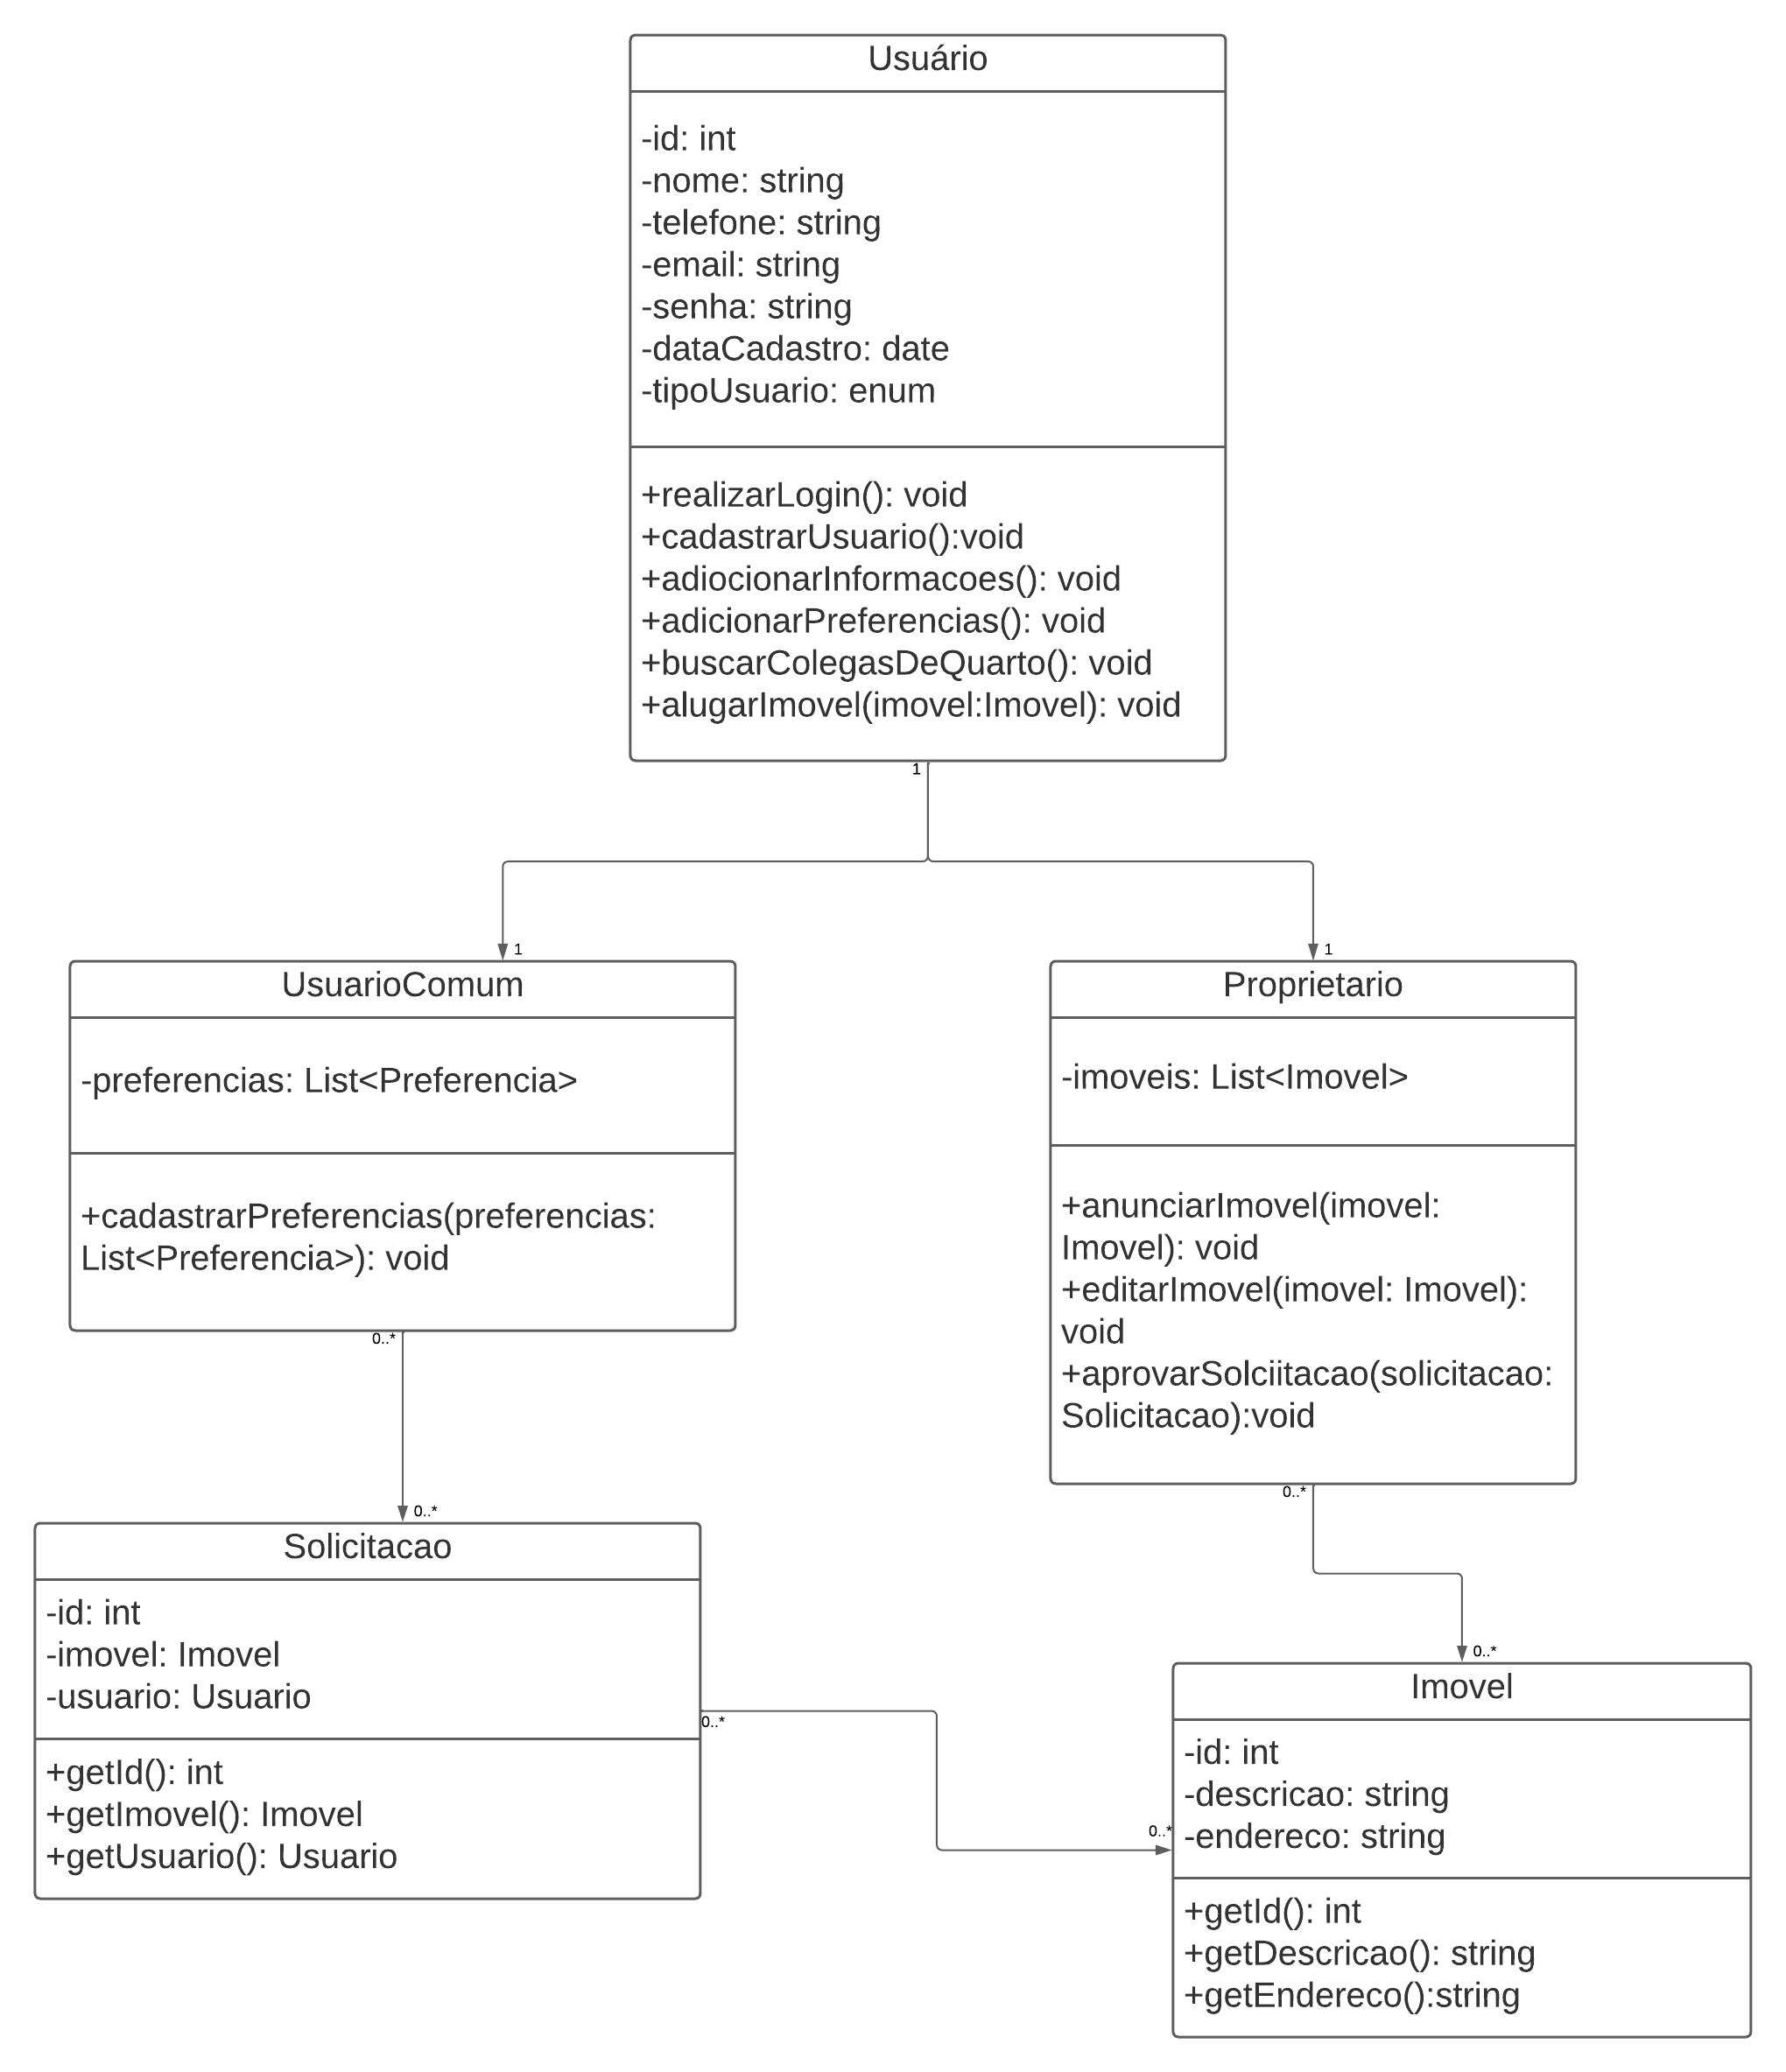 Usuário
-id: int
-nome: string
-telefone: string
-email: string
-senha: string
-dataCadastro: date
-tipoUsuario: enum
+realizarLogin(): void
+cadastrarUsuario():void
+adiocionarInformacoes(): void
+adicionarPreferencias(): void
+buscarColegasDeQuarto(): void
+alugarImovel(imovel:Imovel): void
1
1
1
UsuarioComum
-preferencias: List<Preferencia>
+cadastrarPreferencias(preferencias:
List<Preferencia>): void
0..*
Proprietario
-imoveis: List<Imovel>
+anunciarImovel(imovel:
Imovel): void
+editarImovel(imovel: Imovel):
void
+aprovarSolciitacao(solicitacao:
Solicitacao):void
0..*
0..*
Solicitacao
-id: int
-imovel: Imovel
-usuario: Usuario
+getId(): int
+getImovel(): Imovel
+getUsuario(): Usuario
0..*
0..*
0..*
Imovel
-id: int
-descricao: string
-endereco: string
+getId(): int
+getDescricao(): string
+getEndereco():string